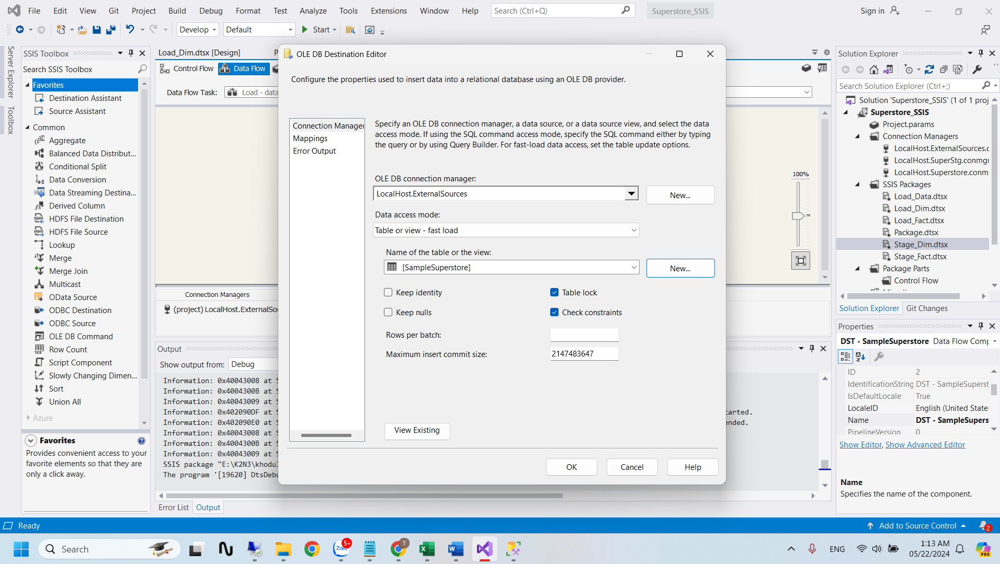 File Edit View Git Project Build Debug Format Test Analyze Tools Extensions Window Help Search (Ctrl+Q) Superstore_SSIS Sign in
Develop Default Start
Server Explorer
Toolbox
SSIS Toolbox
Search SSIS Toolbox
Favorites
Destination Assistant
Source Assistant
Common
Aggregate
Balanced Data Distribut...
Conditional Split
Data Conversion
Data Streaming Destina...
Derived Column
HDFS File Destination
HDFS File Source
Lookup
Merge
Merge Join
Multicast
OData Source
ODBC Destination
ODBC Source
OLE DB Command
Row Count
Script Component
Slowly Changing Dimen...
Sort
Union All
Azure
Favorites
Provides convenient access to your
favorite elements so that they are
only a click away.
Load_Dim.dtsx [Design]
Control Flow Data Flow
Data Flow Task: Load - data
100%
Connection Managers
(project) LocalHost.ExternalSou
Output
Show output from: Debug
Information: 0x40043008 at S
Information: 0x4004300B at S
Information: 0x40043009 at S
Information: 0x402090DF at S arted.
Information: 0x402090E0 at S ended.
Information: 0x40043008 at S
Information: 0x4004300B at S
Information: 0x40043009 at S
SSIS package "E:\K2N3\khodul
The program '[19620] DtsDebu
Error List Output
OLE DB Destination Editor
Configure the properties used to insert data into a relational database using an OLE DB provider.
Connection Manager
Mappings
Error Output
Specify an OLE DB connection manager, a data source, or a data source view, and select the data
access mode. If using the SQL command access mode, specify the SQL command either by typing
the query or by using Query Builder. For fast-load data access, set the table update options.
OLE DB connection manager:
LocalHost.ExternalSources New...
Data access mode:
Table or view - fast load
Name of the table or the view:
[SampleSuperstore] New...
Keep identity Table lock
Keep nulls Check constraints
Rows per batch:
Maximum insert commit size: 2147483647
View Existing
OK Cancel Help
Solution Explorer
Search Solution Explorer (Ctrl+;)
Solution 'Superstore_SSIS' (1 of 1 proj
Superstore_SSIS
Project.params
Connection Managers
LocalHost.ExternalSources.c
LocalHost.SuperStg.conmgr
LocalHost.Superstore.conm
SSIS Packages
Load_Data.dtsx
Load_Dim.dtsx
Load_Fact.dtsx
Package.dtsx
Stage_Dim.dtsx
Stage_Fact.dtsx
Package Parts
Control Flow
Solution Explorer Git Changes
Properties
DST - SampleSuperstore Data Flow Comp
ID 2
IdentificationString DST - SampleSuperst
IsDefaultLocale True
LocaleID English (United State
Name DST - SampleSupers
PipelineVersion 0
Show Editor, Show Advanced Editor
Name
Specifies the name of the component.
Ready Add to Source Control 2
Search Zalo 5+ T ENG 1:13 AM
05/22/2024 PRE